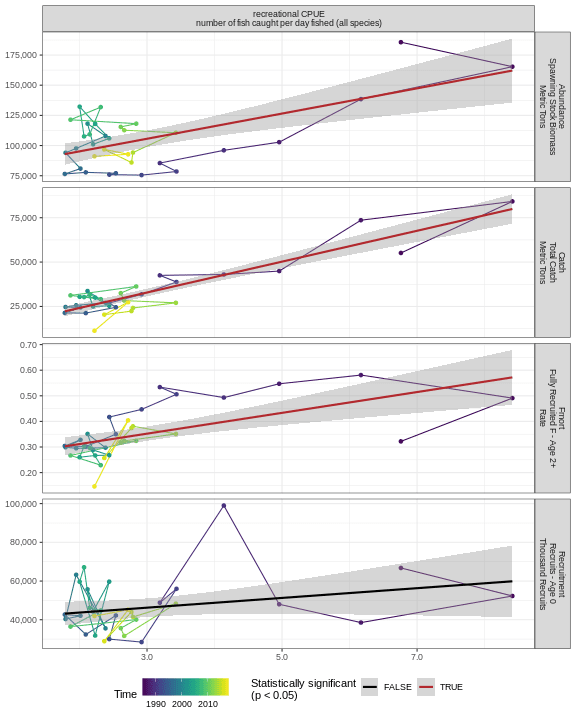 recreational CPUE
number of fish caught per day fished (all species)
175,000
150,000
125,000
100,000
75,000
Abundance
Spawning Stock Biomass
Metric Tons
75,000
50,000
25,000
Catch
Total Catch
Metric Tons
0.70
0.60
0.50
0.40
0.30
0.20
Fmort
Fully Recruited F - Age 2+
Rate
100,000
80,000
60,000
40,000
Recruitment
Recruits - Age 0
Thousand Recruits
3.0 5.0 7.0
Time
1990 2000 2010
Statistically significant
(p < 0.05)
FALSE TRUE